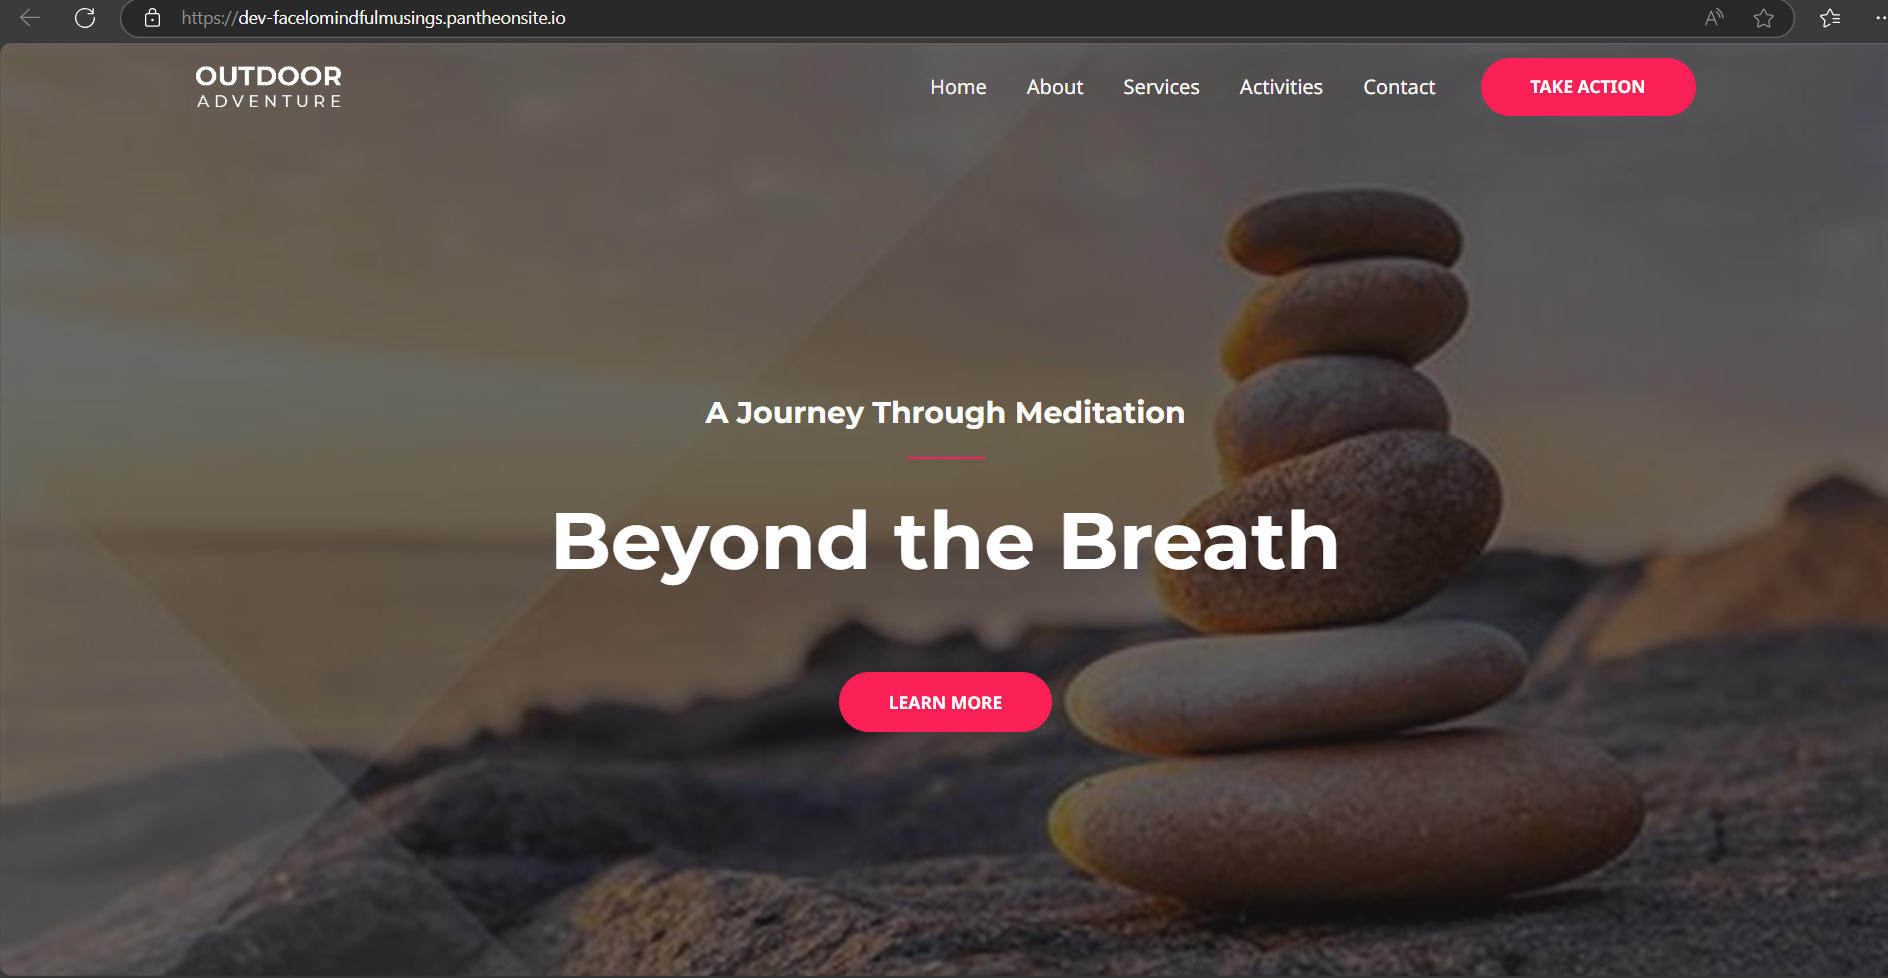 https://dev-facelomindfulmusings.pantheonsite.io
OUTDOOR
ADVENTURE
Home About Services Activities Contact TAKE ACTION
A Journey Through Meditation
Beyond the Breath
LEARN MORE